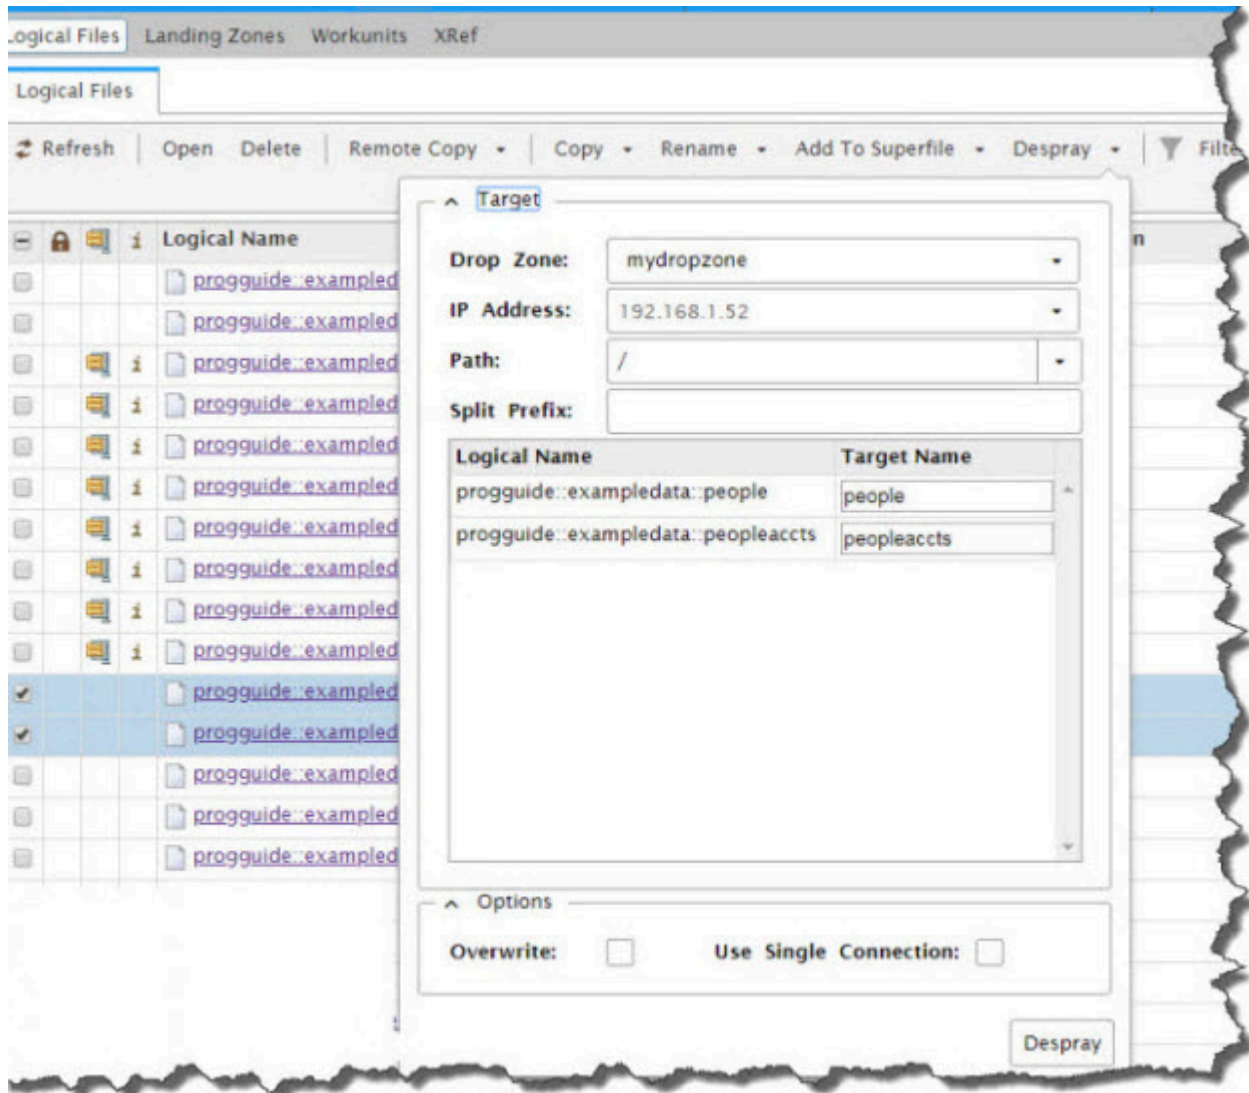 Logical Files Landing Zones Workunits XRef
Logical Files
Refresh Open Delete Remote Copy Copy Rename Add To Superfile Despray
Target
Logical Name
Drop Zone: mydropzone
progguide::exampled
IP Address: 192.168.1.52
progguide::exampled
Path: /
progguide::exampled
Split Prefix:
progguide::exampled
Logical Name Target Name
progguide::exampled
progguide::exampledata::people people
progguide::exampled
progguide::exampledata::peopleaccts peopleaccts
progguide::exampled
progguide::exampled
progguide::exampled
progguide::exampled
progguide::exampled
progguide::exampled
progguide::exampled
progguide::exampled
progguide::exampled
Options
Overwrite: Use Single Connection:
Despray